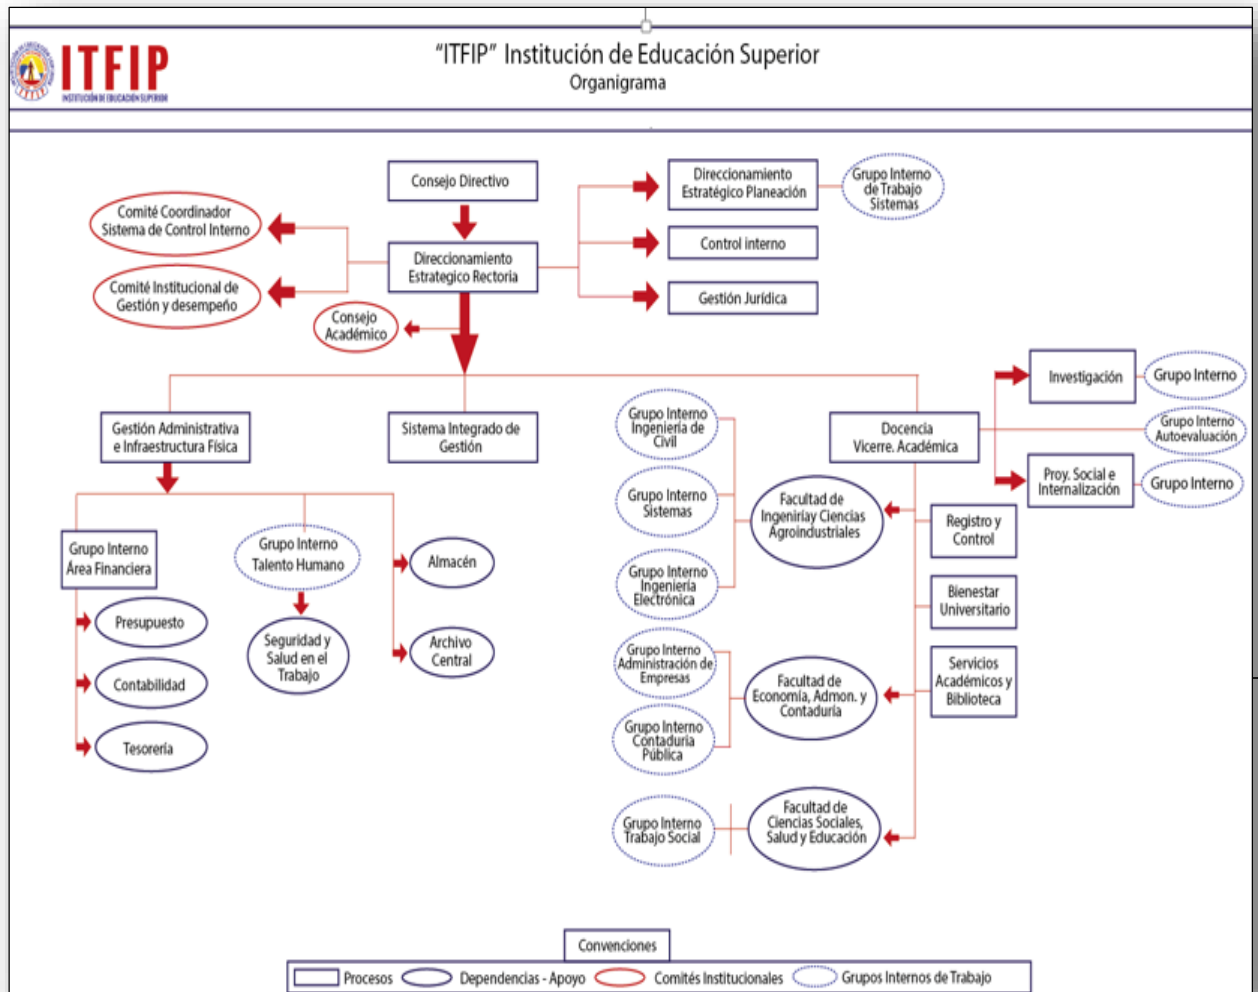 ITFIP
INSTITUCIÓN DE EDUCACIÓN SUPERIOR
"ITFIP" Institución de Educación Superior
Organigrama
Consejo Directivo
Direccionamiento
Estrategico Rectoria
Comité Coordinador
Sistema de Control Interno
Comité Institucional de
Gestión y desempeño
Consejo
Académico
Direccionamiento
Estratégico Planeación
Grupo Interno
de Trabajo
Sistemas
Control interno
Gestión Jurídica
Gestión Administrativa
e Infraestructura Física
Sistema Integrado de
Gestión
Docencia
Vicerre. Académica
Investigación
Grupo Interno
Grupo Interno
Autoevaluación
Proy. Social e
Internalización
Grupo Interno
Grupo Interno
Área Financiera
Presupuesto
Contabilidad
Tesorería
Grupo Interno
Talento Humano
Seguridad y
Salud en el
Trabajo
Almacén
Archivo
Central
Grupo Interno
Ingeniería de
Civil
Grupo Interno
Sistemas
Grupo Interno
Ingeniería
Electrónica
Facultad de
Ingeniríay Ciencias
Agroindustriales
Registro y
Control
Bienestar
Universitario
Servicios
Académicos y
Biblioteca
Grupo Interno
Administración de
Empresas
Grupo Interno
Contaduría
Pública
Facultad de
Economía, Admon. y
Contaduría
Grupo Interno
Trabajo Social
Facultad de
Ciencias Sociales,
Salud y Educación
Convenciones
Procesos
Dependencias - Apoyo
Comités Institucionales
Grupos Internos de Trabajo